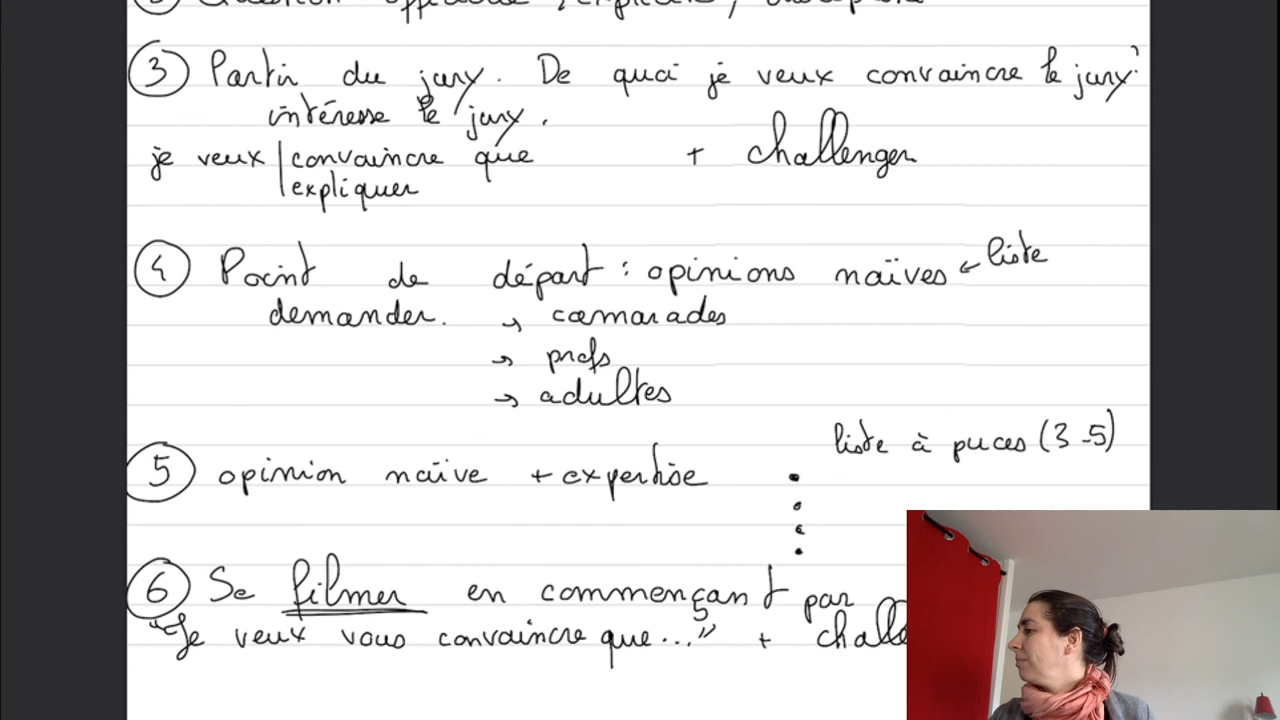 Question
③ Partir du jury. De quoi je veux convaincre le jury?
intéresse le jury.
je veux convaincre que + challenger
expliquer
④ Point de départ : opinions naïves ← liste
demander. → camarades
→ profs
→ adultes
liste à puces (3-5)
⑤ opinion naïve + expertise
⑥ Se filmer en commençant par
"Je veux vous convaincre que..." + challe